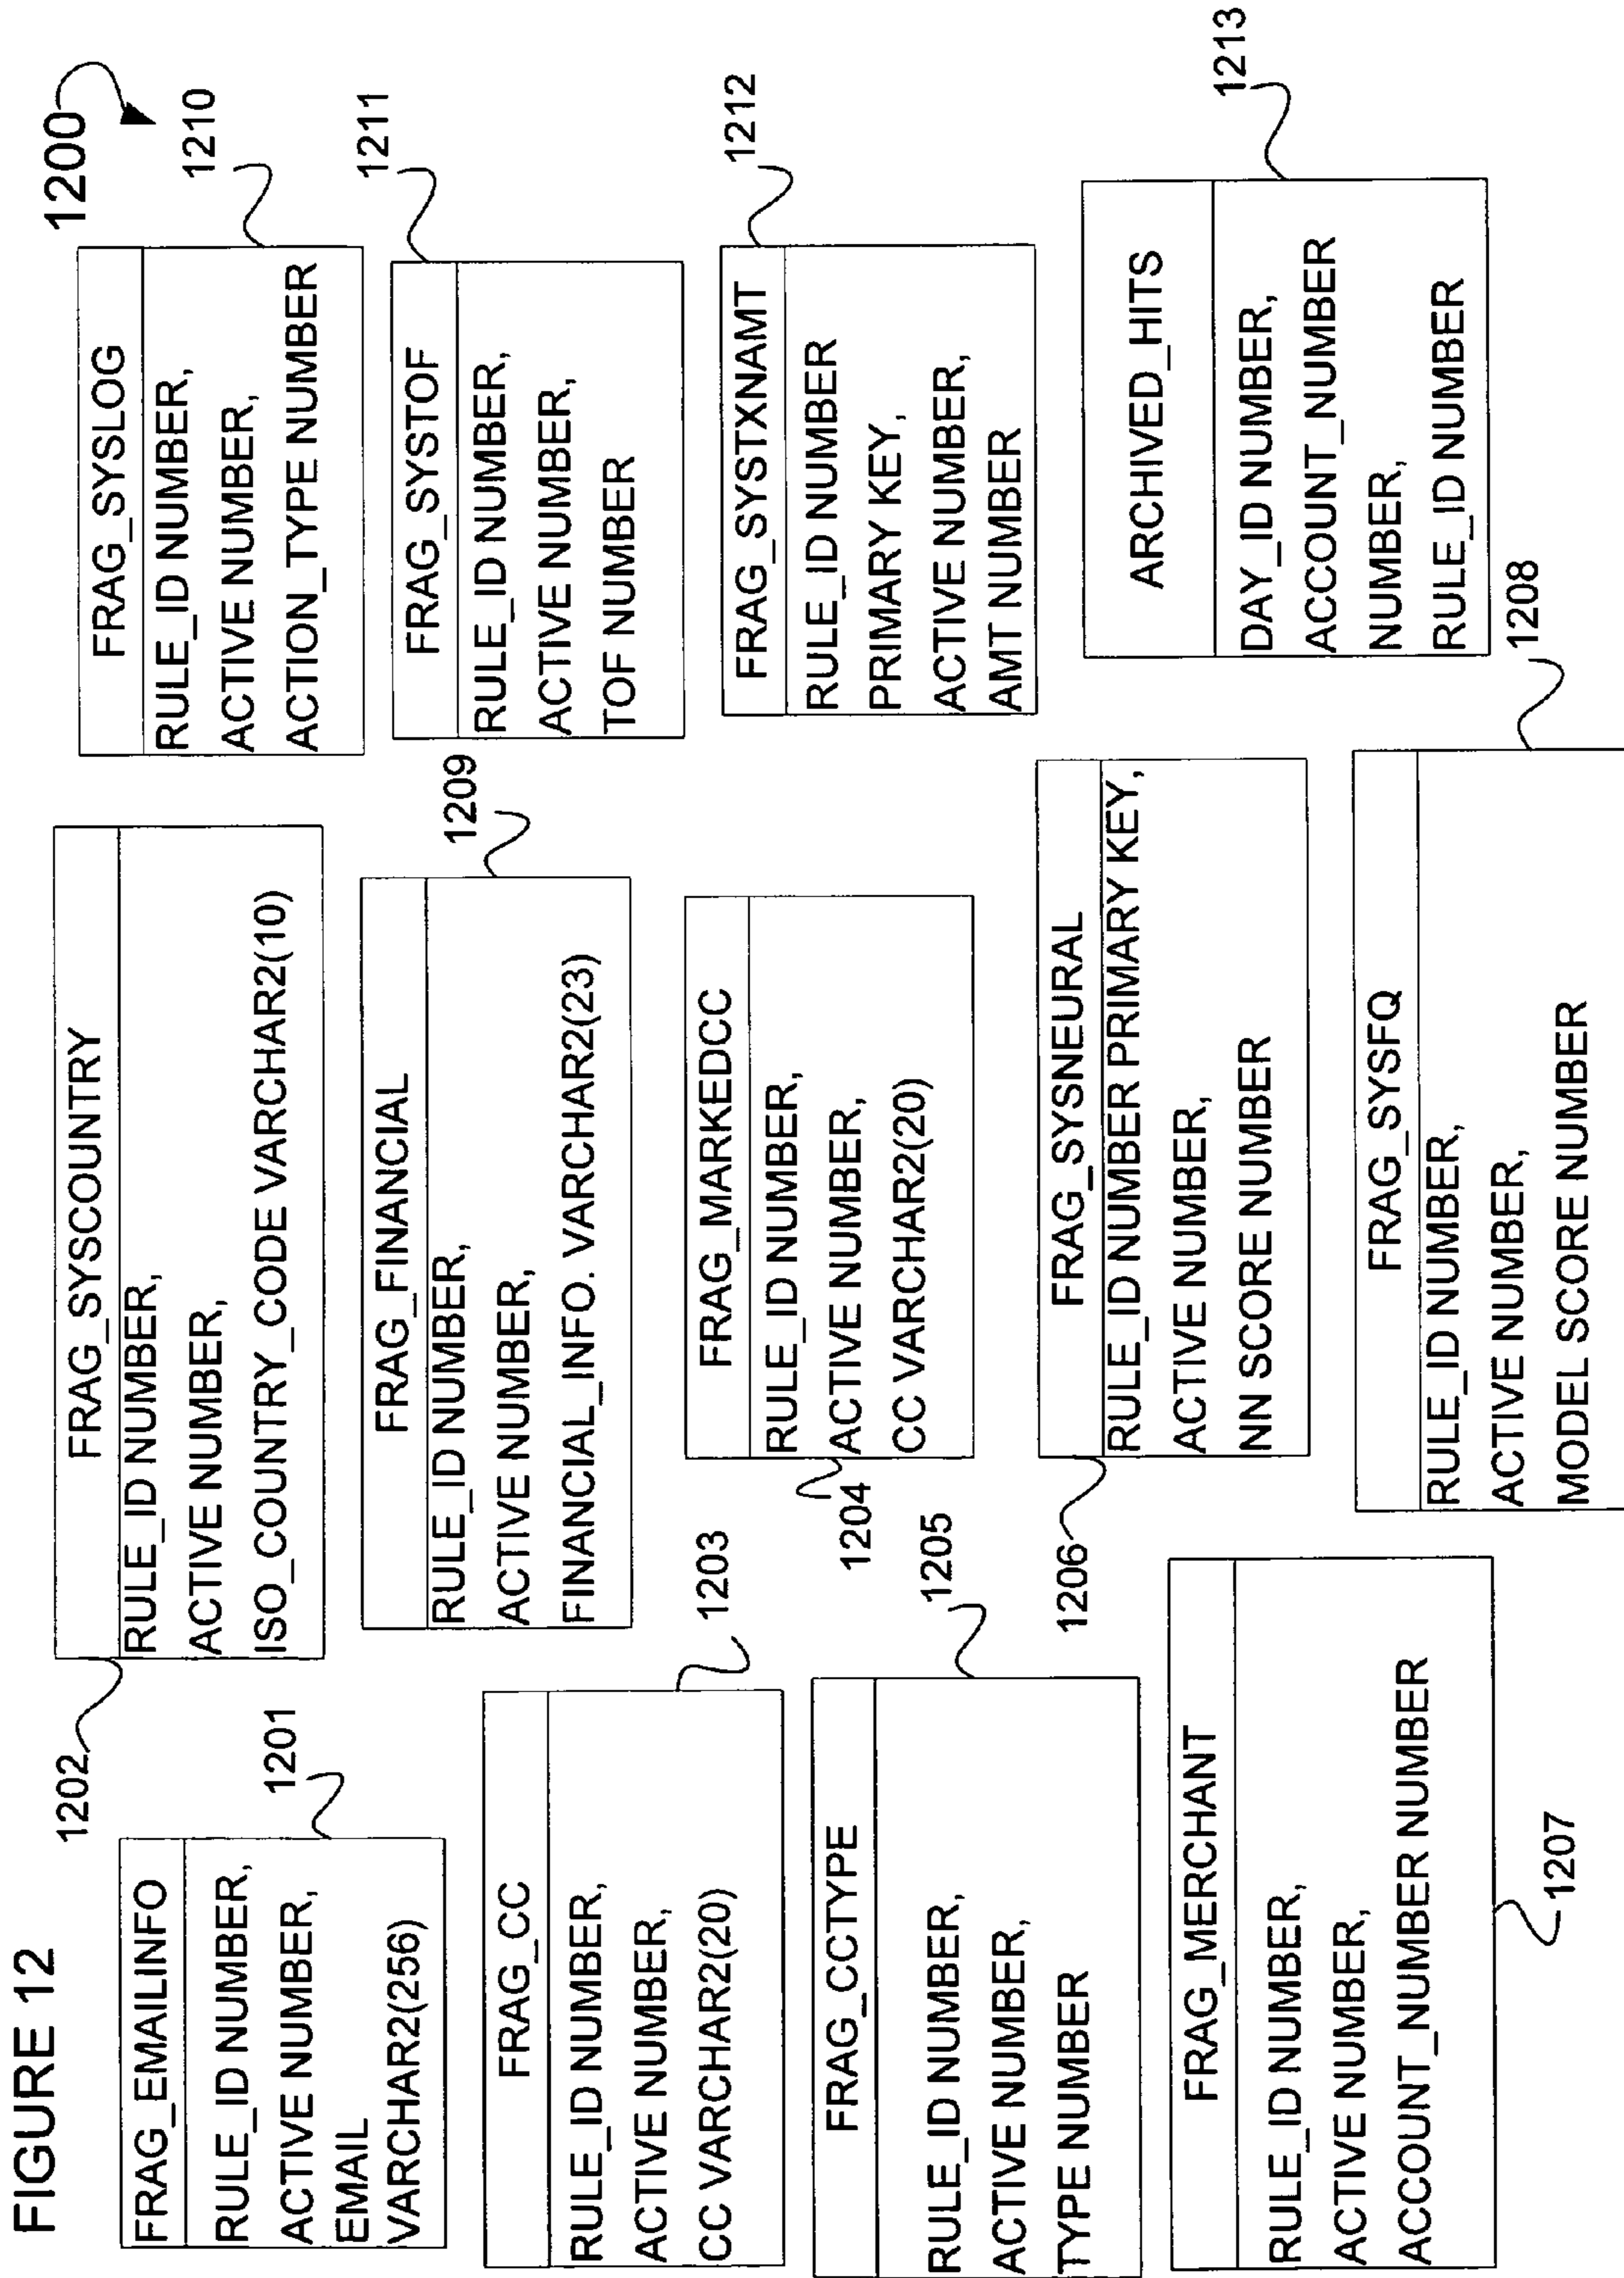 FIGURE 12
1200
1202
FRAG_EMAILINFO
RULE_ID NUMBER,
ACTIVE NUMBER,
EMAIL
VARCHAR2(256)
1201
FRAG_SYSCOUNTRY
RULE_ID NUMBER,
ACTIVE NUMBER,
ISO_COUNTRY_CODE VARCHAR2(10)
FRAG_SYSLOG
RULE_ID NUMBER,
ACTIVE NUMBER,
ACTION_TYPE NUMBER
1210
FRAG_CC
RULE_ID NUMBER,
ACTIVE NUMBER,
CC VARCHAR2(20)
1203
FRAG_FINANCIAL
RULE_ID NUMBER,
ACTIVE NUMBER,
FINANCIAL_INFO. VARCHAR2(23)
1209
FRAG_SYSTOF
RULE_ID NUMBER,
ACTIVE NUMBER,
TOF NUMBER
1211
FRAG_CCTYPE
RULE_ID NUMBER,
ACTIVE NUMBER,
TYPE NUMBER
1205
FRAG_MARKEDCC
RULE_ID NUMBER,
ACTIVE NUMBER,
CC VARCHAR2(20)
1204
FRAG_SYSTXNAMT
RULE_ID NUMBER
PRIMARY KEY,
ACTIVE NUMBER,
AMT NUMBER
1212
FRAG_MERCHANT
RULE_ID NUMBER,
ACTIVE NUMBER,
ACCOUNT_NUMBER NUMBER
1207
FRAG_SYSNEURAL
RULE_ID NUMBER PRIMARY KEY,
ACTIVE NUMBER,
NN SCORE NUMBER
1206
ARCHIVED_HITS
DAY_ID NUMBER,
ACCOUNT_NUMBER
NUMBER,
RULE_ID NUMBER
1213
FRAG_SYSFQ
RULE_ID NUMBER,
ACTIVE NUMBER,
MODEL SCORE NUMBER
1208